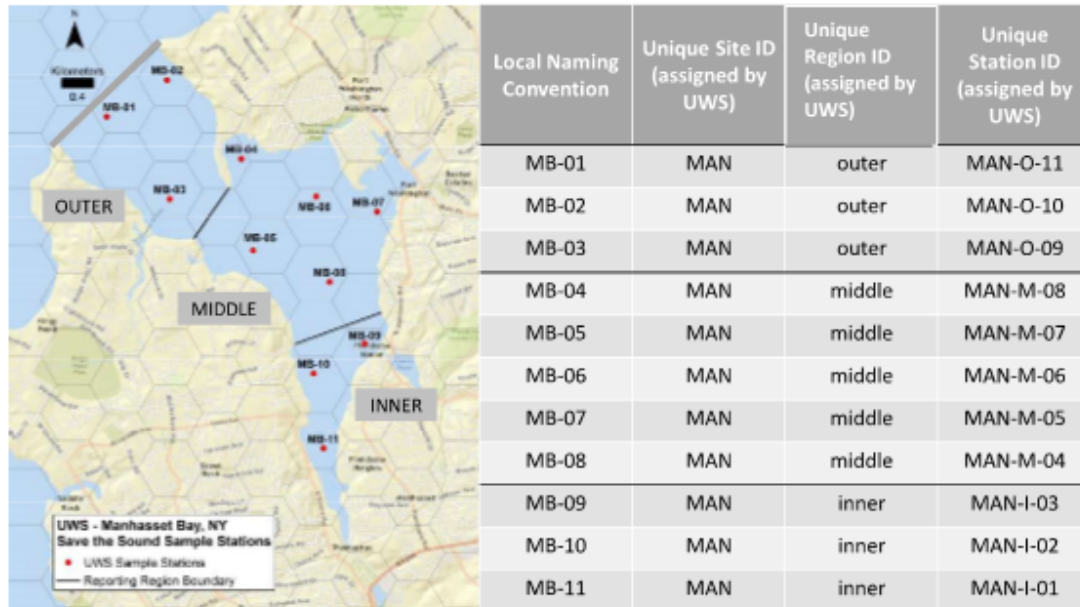 N
Kilometers
0.4
MB-02
MB-01
Port
Washington
North
MB-04
MB-03
MB-06
MB-07
Port
Washington
OUTER
MB-05
MB-08
MIDDLE
MB-09
MB-10
INNER
MB-11
UWS - Manhasset Bay, NY
Save the Sound Sample Stations
UWS Sample Stations
Reporting Region Boundary
Local Naming Convention Unique Site ID (assigned by UWS) Unique Region ID (assigned by UWS) Unique Station ID (assigned by UWS)
MB-01 MAN outer MAN-O-11
MB-02 MAN outer MAN-O-10
MB-03 MAN outer MAN-O-09
MB-04 MAN middle MAN-M-08
MB-05 MAN middle MAN-M-07
MB-06 MAN middle MAN-M-06
MB-07 MAN middle MAN-M-05
MB-08 MAN middle MAN-M-04
MB-09 MAN inner MAN-I-03
MB-10 MAN inner MAN-I-02
MB-11 MAN inner MAN-I-01